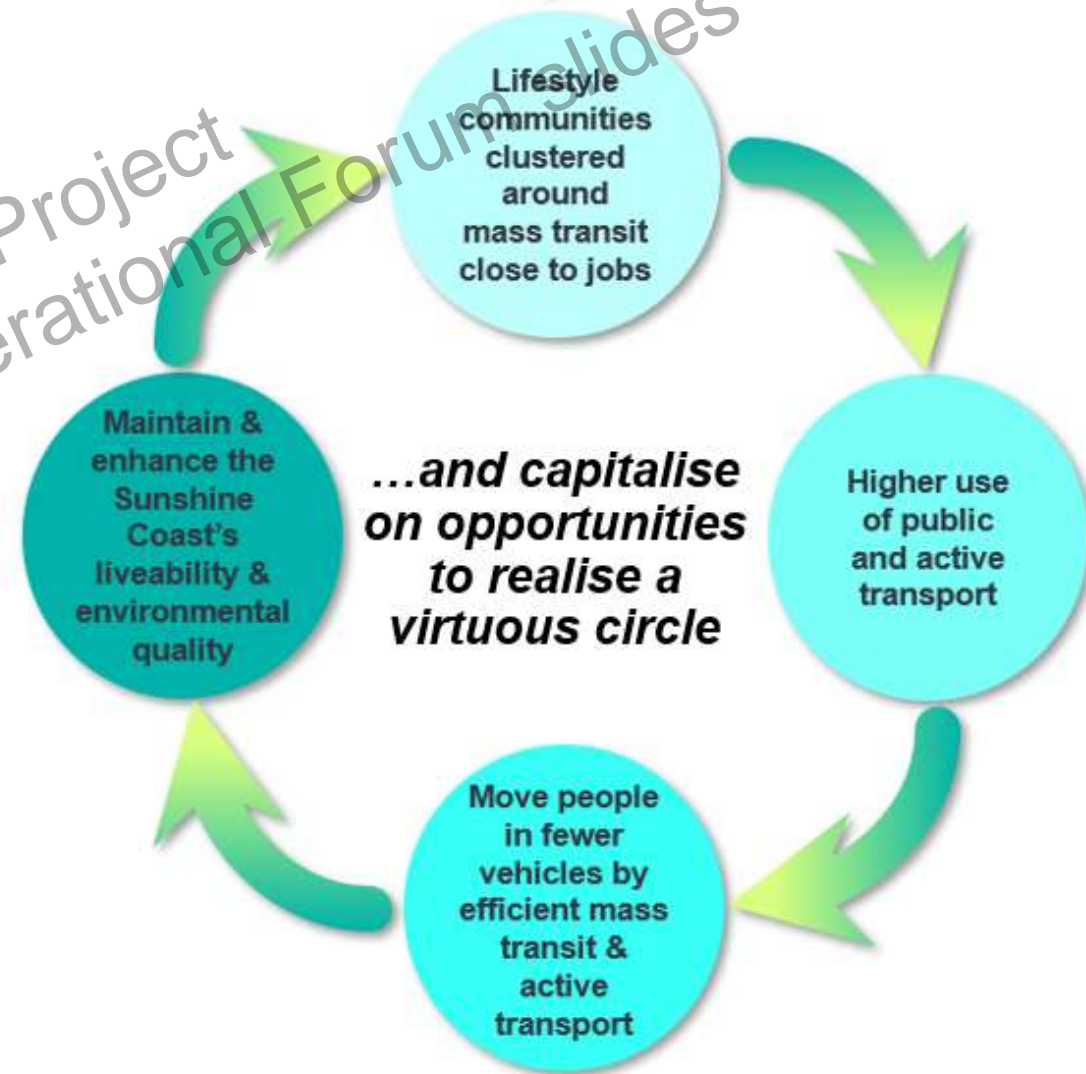 Project
Forum slides
Lifestyle
communities
clustered
around
mass transit
close to jobs
Maintain &
enhance the
Sunshine
Coast's
liveability &
environmental
quality
...and capitalise
on opportunities
to realise a
virtuous circle
Higher use
of public
and active
transport
Move people
in fewer
vehicles by
efficient mass
transit &
active
transport